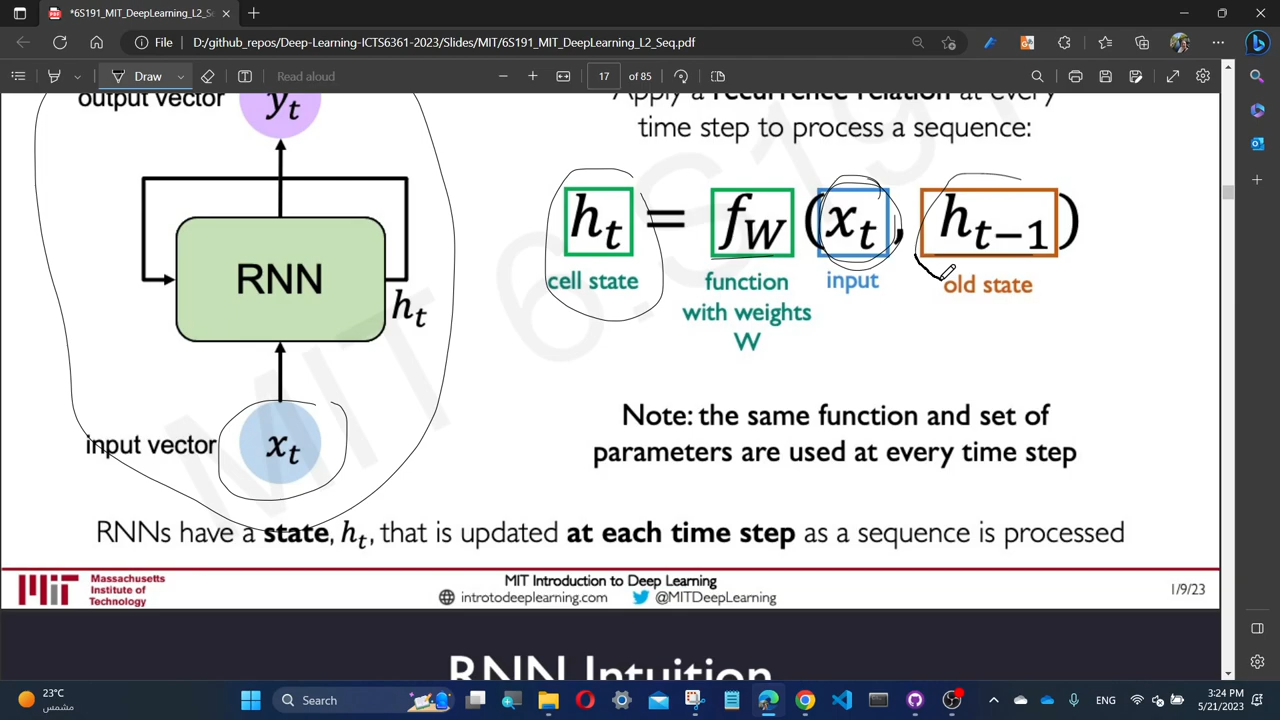 *6S191_MIT_DeepLearning_L2_Seq.pdf
File D:/github_repos/Deep-Learning-ICTS6361-2023/Slides/MIT/6S191_MIT_DeepLearning_L2_Seq.pdf
Draw Read aloud 17 of 85
output vector yt
Apply a recurrence relation at every
time step to process a sequence:
ht = fW (xt, ht−1)
cell state function input old state
with weights
W
RNN
ht
input vector xt
Note: the same function and set of
parameters are used at every time step
RNNs have a state, ht, that is updated at each time step as a sequence is processed
MIT 6.S191
Massachusetts
Institute of
Technology
MIT Introduction to Deep Learning
introtodeeplearning.com @MITDeepLearning
1/9/23
RNN Intuition
23°C
مشمس
Search
ENG
3:24 PM
5/21/2023